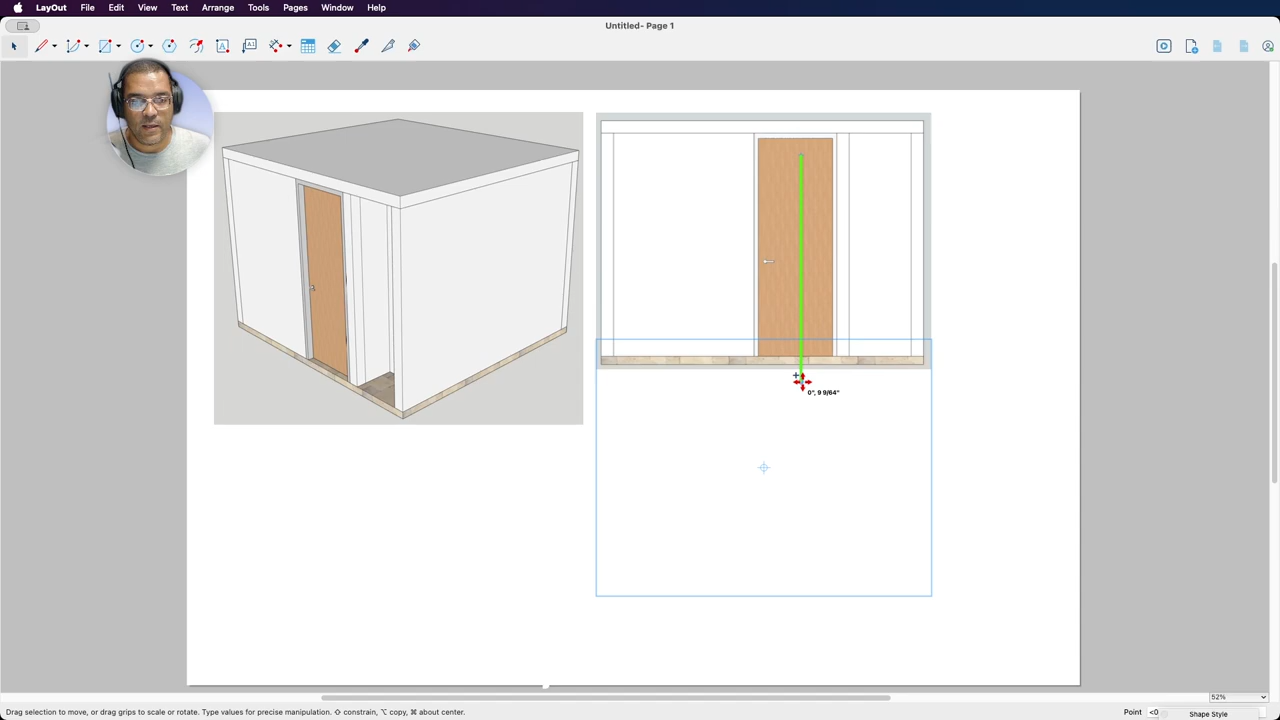 LayOut File Edit View Text Arrange Tools Pages Window Help
Untitled- Page 1
A
A1
0", 9 9/64"
52%
Drag selection to move, or drag grips to scale or rotate. Type values for precise manipulation. ⇧ constrain, ⌥ copy, ⌘ about center.
Point <0
Shape Style